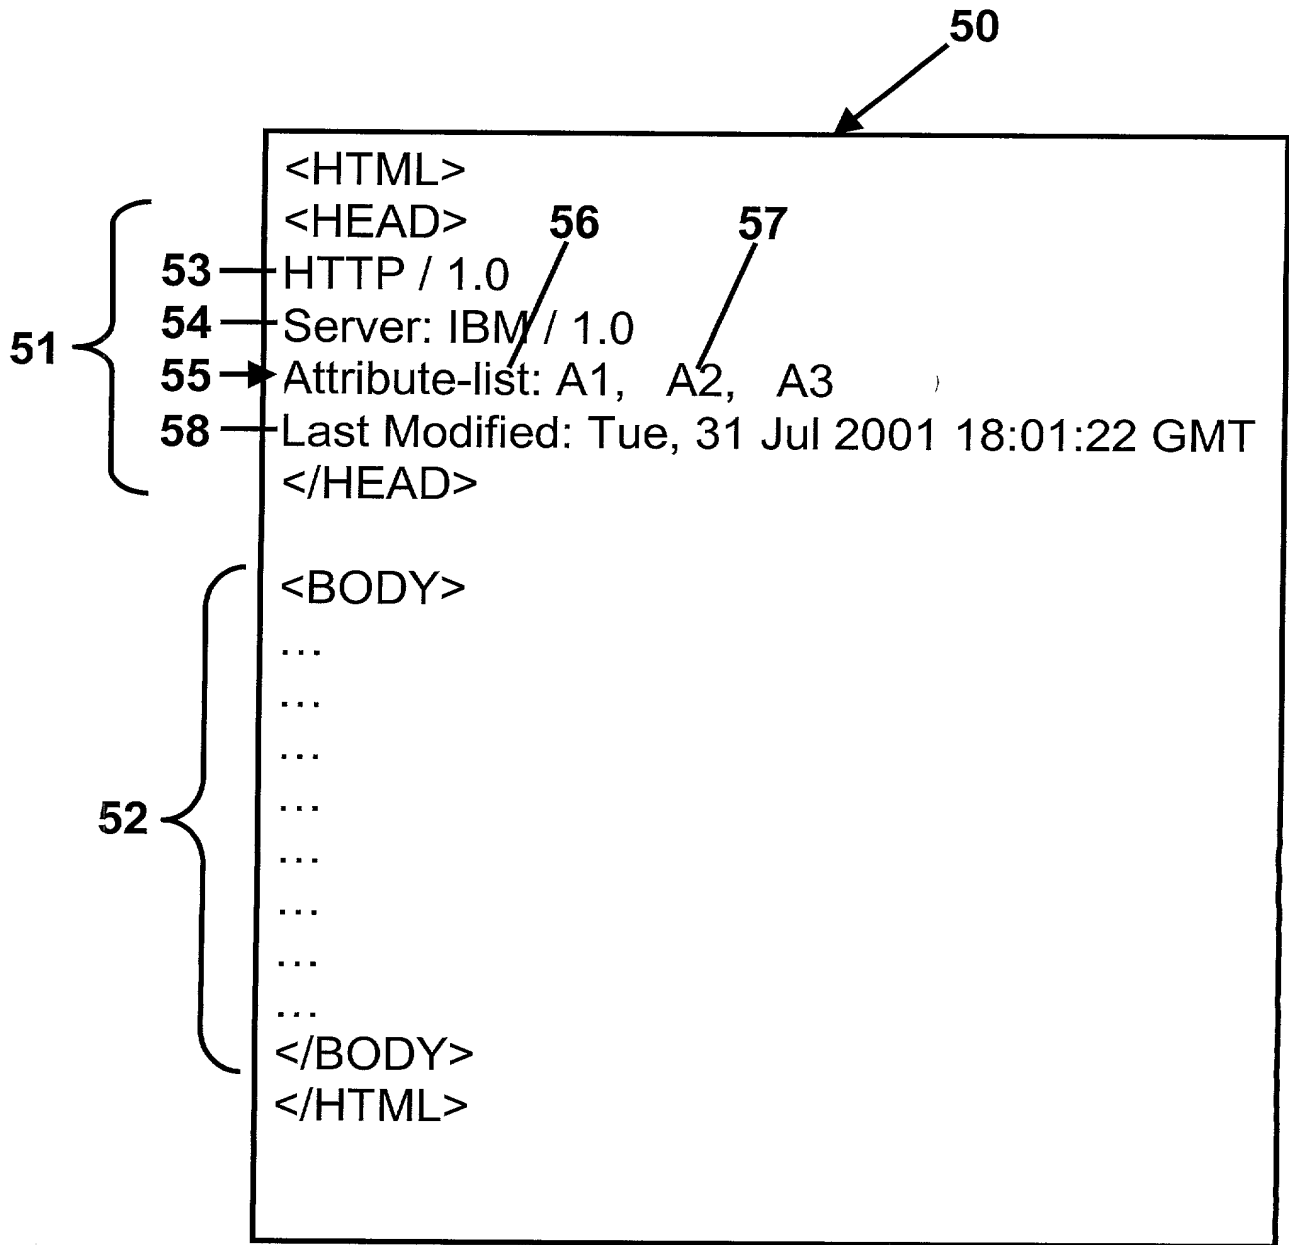 50
<HTML>
<HEAD>
56 57
53 HTTP / 1.0
54 Server: IBM / 1.0
51
55 Attribute-list: A1, A2, A3
58 Last Modified: Tue, 31 Jul 2001 18:01:22 GMT
</HEAD>
<BODY>
...
...
...
...
52
...
...
...
...
</BODY>
</HTML>